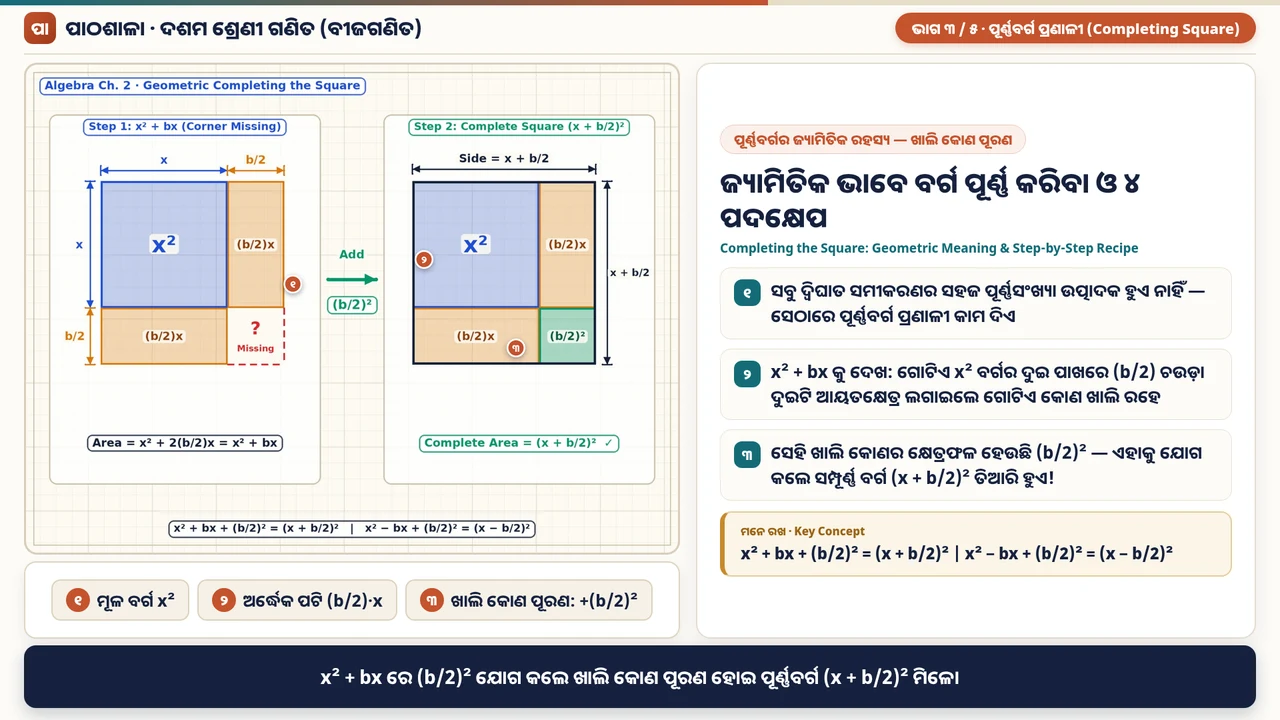 ପା ପାଠଶାଳା · ଦଶମ ଶ୍ରେଣୀ ଗଣିତ (ବୀଜଗଣିତ)
ଭାଗ ୩ / ୫ · ପୂର୍ଣ୍ଣବର୍ଗ ପ୍ରଣାଳୀ (Completing Square)
Algebra Ch. 2 · Geometric Completing the Square
Step 1: x² + bx (Corner Missing)
x
b/2
x
x²
(b/2)x
୧
b/2
(b/2)x
?
Missing
Area = x² + 2(b/2)x = x² + bx
Add
(b/2)²
Step 2: Complete Square (x + b/2)²
Side = x + b/2
x²
(b/2)x
୨
x + b/2
(b/2)x
୩
(b/2)²
Complete Area = (x + b/2)² ✓
x² + bx + (b/2)² = (x + b/2)² | x² − bx + (b/2)² = (x − b/2)²
୧ ମୂଳ ବର୍ଗ x²
୨ ଅର୍ଦ୍ଧେକ ପଟି (b/2)·x
୩ ଖାଲି କୋଣ ପୂରଣ: +(b/2)²
ପୂର୍ଣ୍ଣବର୍ଗର ଜ୍ୟାମିତିକ ରହସ୍ୟ — ଖାଲି କୋଣ ପୂରଣ
ଜ୍ୟାମିତିକ ଭାବେ ବର୍ଗ ପୂର୍ଣ୍ଣ କରିବା ଓ ୪
ପଦକ୍ଷେପ
Completing the Square: Geometric Meaning & Step-by-Step Recipe
୧ ସବୁ ଦ୍ୱିଘାତ ସମୀକରଣର ସହଜ ପୂର୍ଣ୍ଣସଂଖ୍ୟା ଉତ୍ପାଦକ ହୁଏ ନାହିଁ —
ସେଠାରେ ପୂର୍ଣ୍ଣବର୍ଗ ପ୍ରଣାଳୀ କାମ ଦିଏ
୨ x² + bx କୁ ଦେଖ: ଗୋଟିଏ x² ବର୍ଗର ଦୁଇ ପାଖରେ (b/2) ଚଉଡ଼ା
ଦୁଇଟି ଆୟତକ୍ଷେତ୍ର ଲଗାଇଲେ ଗୋଟିଏ କୋଣ ଖାଲି ରହେ
୩ ସେହି ଖାଲି କୋଣର କ୍ଷେତ୍ରଫଳ ହେଉଛି (b/2)² — ଏହାକୁ ଯୋଗ
କଲେ ସମ୍ପୂର୍ଣ୍ଣ ବର୍ଗ (x + b/2)² ତିଆରି ହୁଏ!
ମନେ ରଖ · Key Concept
x² + bx + (b/2)² = (x + b/2)² | x² − bx + (b/2)² = (x − b/2)²
x² + bx ରେ (b/2)² ଯୋଗ କଲେ ଖାଲି କୋଣ ପୂରଣ ହୋଇ ପୂର୍ଣ୍ଣବର୍ଗ (x + b/2)² ମିଳେ।